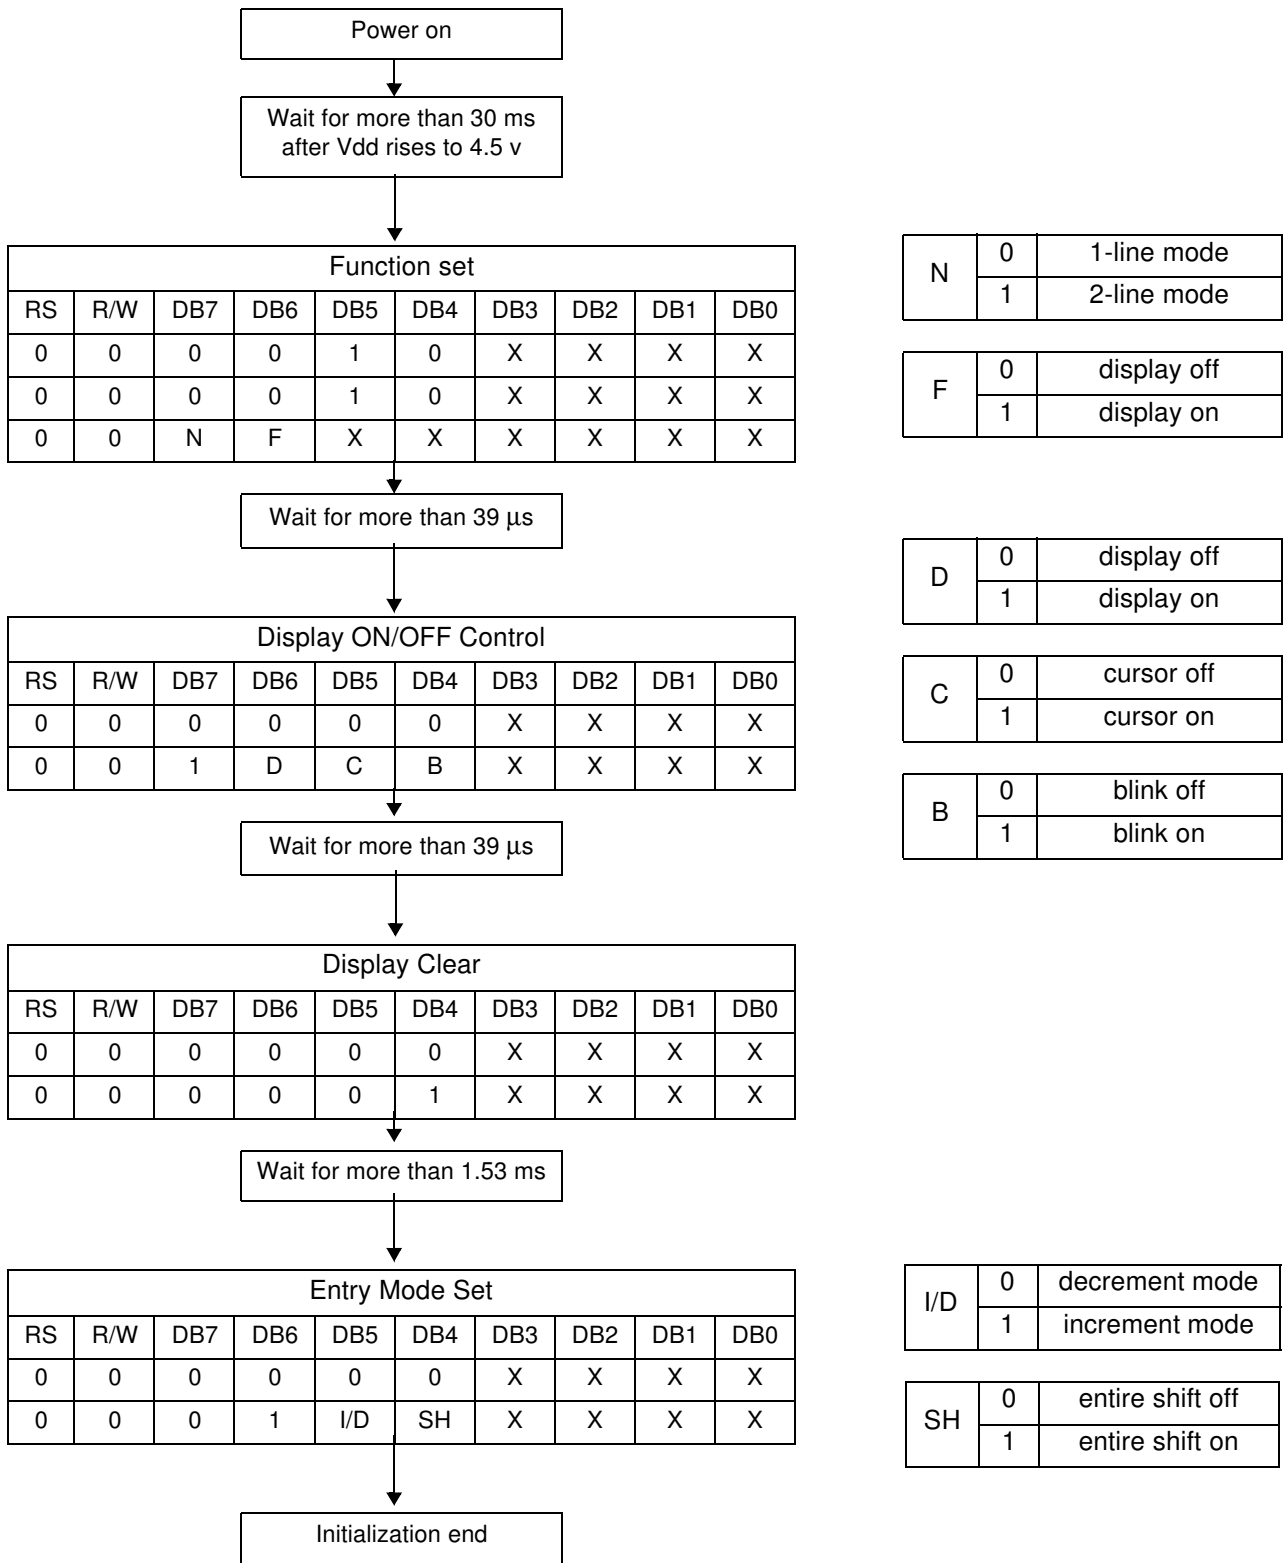 Power on
Wait for more than 30 ms
after Vdd rises to 4.5 v
Function set
RS R/W DB7 DB6 DB5 DB4 DB3 DB2 DB1 DB0
0 0 0 0 1 0 X X X X
0 0 0 0 1 0 X X X X
0 0 N F X X X X X X
N
0 1-line mode
1 2-line mode
F
0 display off
1 display on
Wait for more than 39 μs
Display ON/OFF Control
RS R/W DB7 DB6 DB5 DB4 DB3 DB2 DB1 DB0
0 0 0 0 0 0 X X X X
0 0 1 D C B X X X X
D
0 display off
1 display on
C
0 cursor off
1 cursor on
B
0 blink off
1 blink on
Wait for more than 39 μs
Display Clear
RS R/W DB7 DB6 DB5 DB4 DB3 DB2 DB1 DB0
0 0 0 0 0 0 X X X X
0 0 0 0 0 1 X X X X
Wait for more than 1.53 ms
Entry Mode Set
RS R/W DB7 DB6 DB5 DB4 DB3 DB2 DB1 DB0
0 0 0 0 0 0 X X X X
0 0 0 1 I/D SH X X X X
I/D
0 decrement mode
1 increment mode
SH
0 entire shift off
1 entire shift on
Initialization end